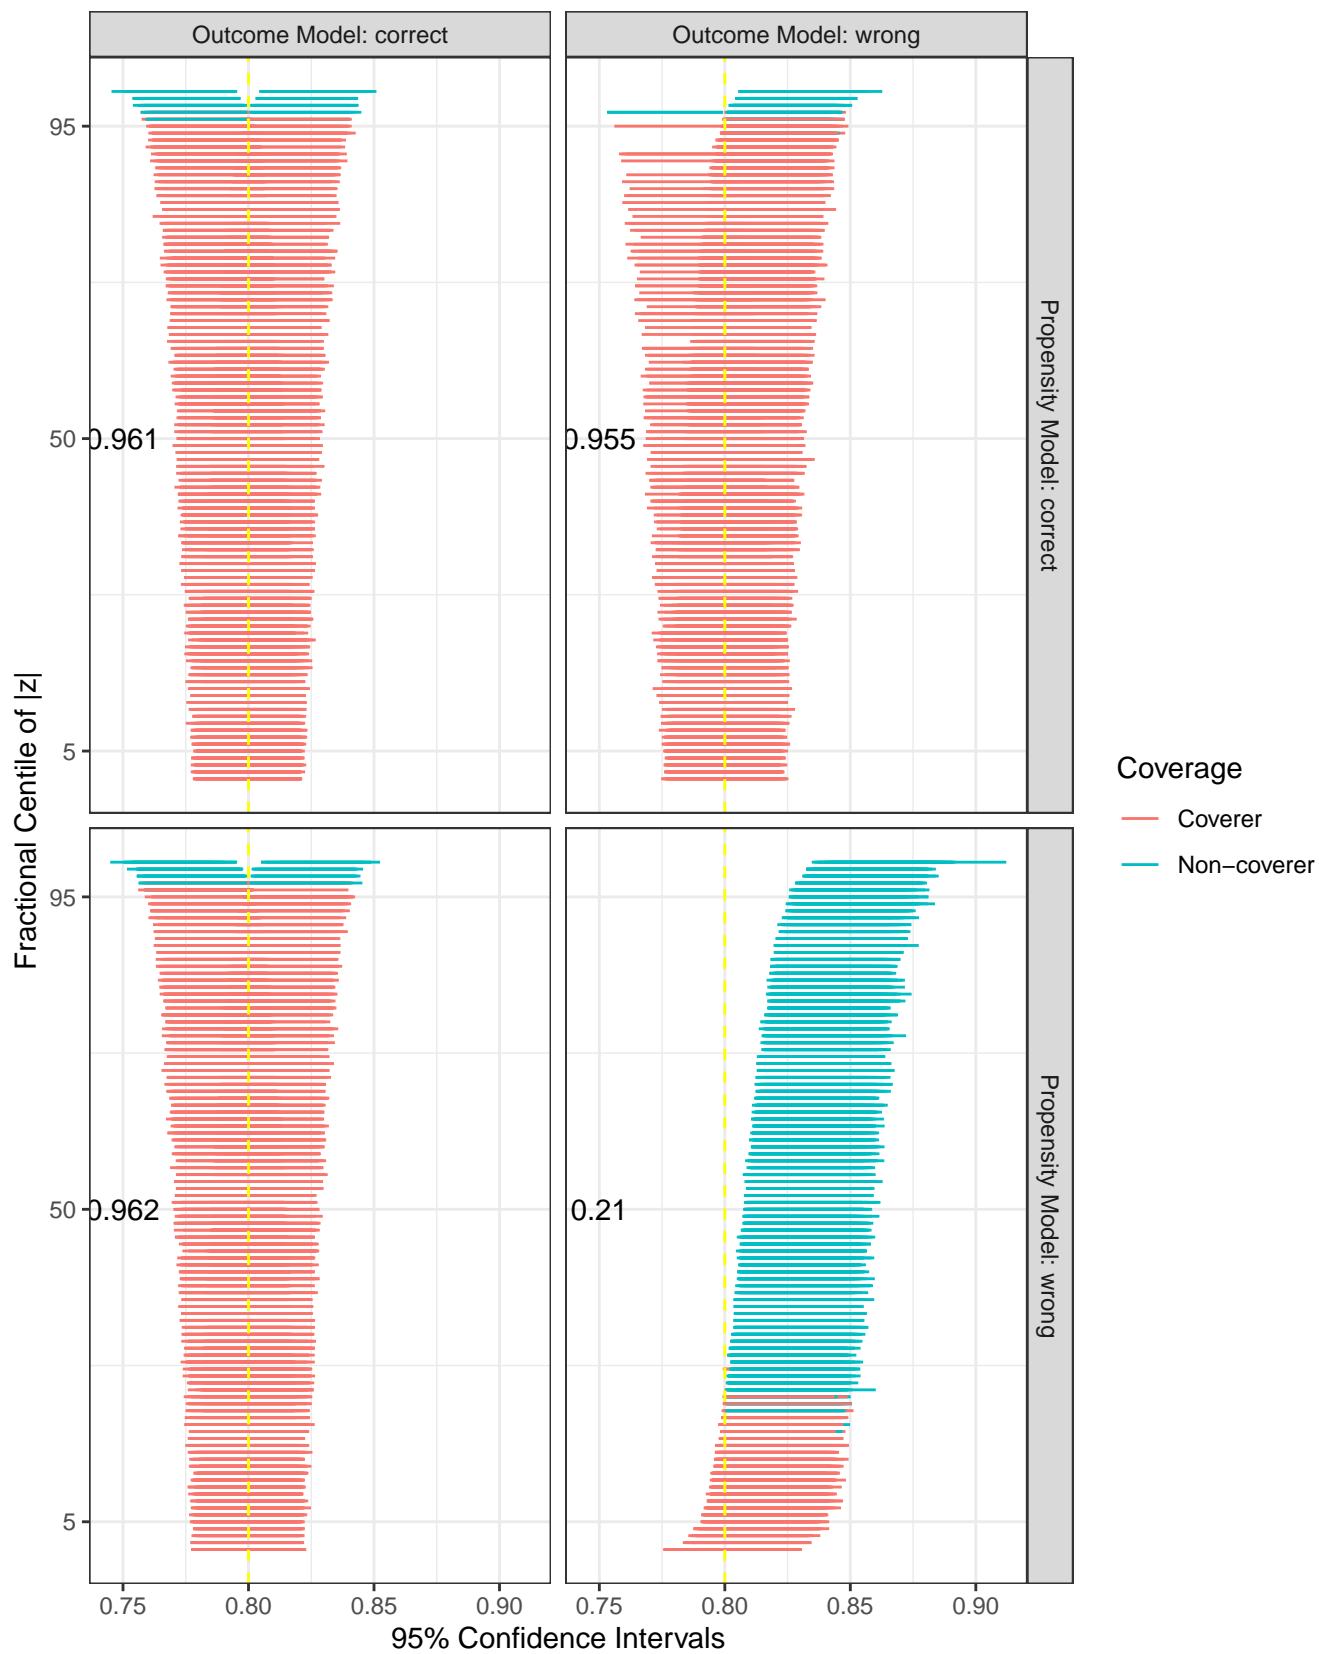 Outcome Model: correct
Outcome Model: wrong
Propensity Model: correct
Propensity Model: wrong
Fractional Centile of |z|
95
50
5
0.961
0.955
95
50
5
0.962
0.21
0.75
0.80
0.85
0.90
0.75
0.80
0.85
0.90
95% Confidence Intervals
Coverage
Coverer
Non−coverer